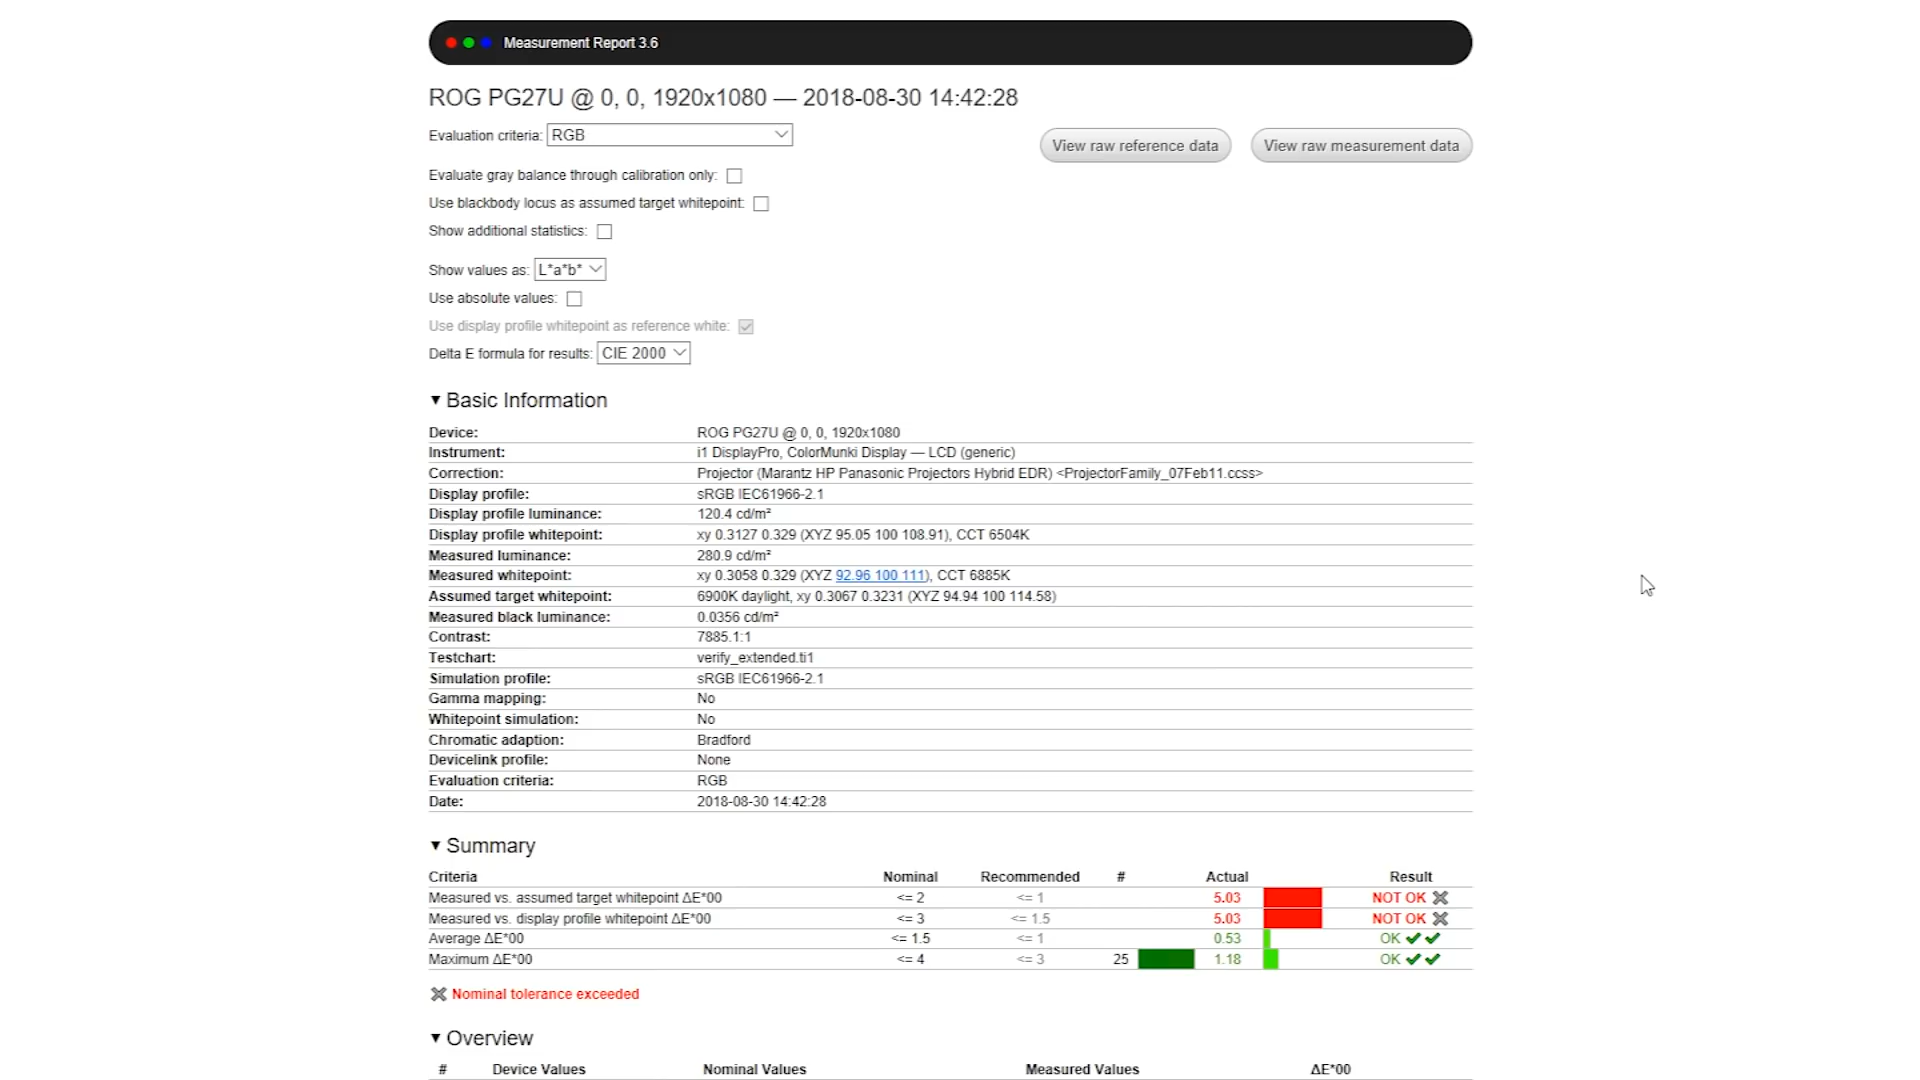 Measurement Report 3.6
ROG PG27U @ 0, 0, 1920x1080 — 2018-08-30 14:42:28
Evaluation criteria: RGB
View raw reference data
View raw measurement data
Evaluate gray balance through calibration only:
Use blackbody locus as assumed target whitepoint:
Show additional statistics:
Show values as: L*a*b*
Use absolute values:
Use display profile whitepoint as reference white:
Delta E formula for results: CIE 2000
Basic Information
Device: ROG PG27U @ 0, 0, 1920x1080
Instrument: i1 DisplayPro, ColorMunki Display — LCD (generic)
Correction: Projector (Marantz HP Panasonic Projectors Hybrid EDR) <ProjectorFamily_07Feb11.ccss>
Display profile: sRGB IEC61966-2.1
Display profile luminance: 120.4 cd/m²
Display profile whitepoint: xy 0.3127 0.329 (XYZ 95.05 100 108.91), CCT 6504K
Measured luminance: 280.9 cd/m²
Measured whitepoint: xy 0.3058 0.329 (XYZ 92.96 100 111), CCT 6885K
Assumed target whitepoint: 6900K daylight, xy 0.3067 0.3231 (XYZ 94.94 100 114.58)
Measured black luminance: 0.0356 cd/m²
Contrast: 7885.1:1
Testchart: verify_extended.ti1
Simulation profile: sRGB IEC61966-2.1
Gamma mapping: No
Whitepoint simulation: No
Chromatic adaption: Bradford
Devicelink profile: None
Evaluation criteria: RGB
Date: 2018-08-30 14:42:28
Summary
Criteria Nominal Recommended # Actual Result
Measured vs. assumed target whitepoint ΔE*00 <= 2 <= 1 5.03 NOT OK
Measured vs. display profile whitepoint ΔE*00 <= 3 <= 1.5 5.03 NOT OK
Average ΔE*00 <= 1.5 <= 1 0.53 OK
Maximum ΔE*00 <= 4 <= 3 25 1.18 OK
Nominal tolerance exceeded
Overview
# Device Values Nominal Values Measured Values ΔE*00